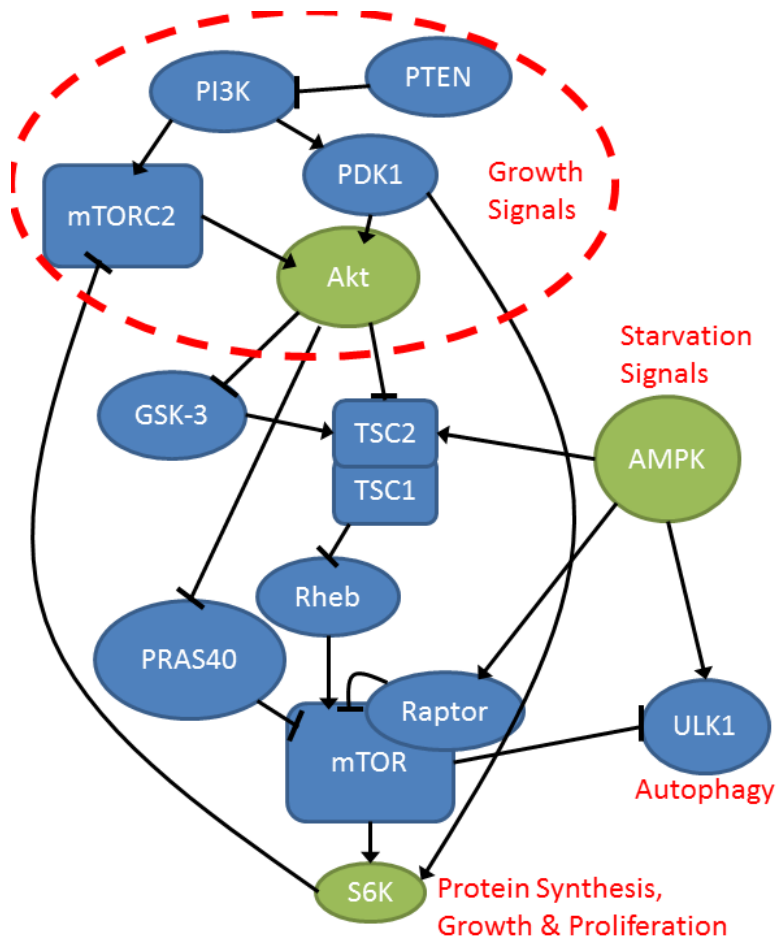 PTEN
PI3K
PDK1
Growth
Signals
mTORC2
Akt
Starvation
Signals
GSK-3
TSC2
AMPK
TSC1
Rheb
PRAS40
Raptor
ULK1
mTOR
Autophagy
S6K
Protein Synthesis,
Growth & Proliferation